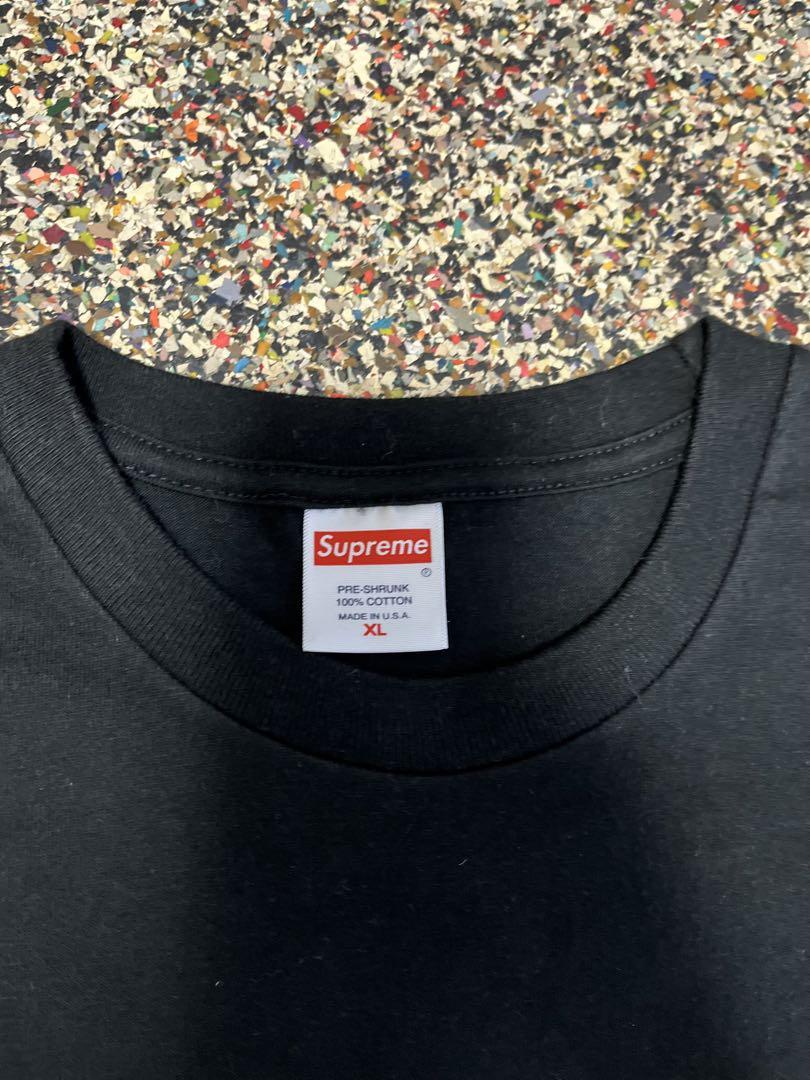 Supreme
®
PRE-SHRUNK
100% COTTON
MADE IN U.S.A.
XL